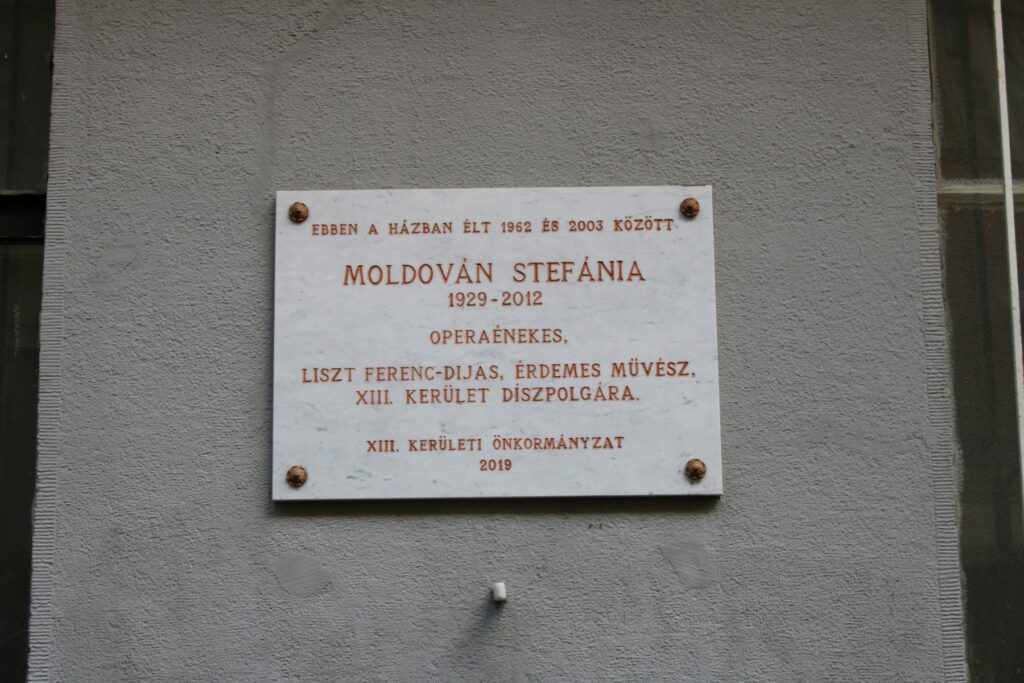 EBBEN A HÁZBAN ÉLT 1962 ÉS 2003 KÖZÖTT
MOLDOVÁN STEFÁNIA
1929-2012
OPERAÉNEKES,
LISZT FERENC-DIJAS, ÉRDEMES MŰVÉSZ,
XIII. KERÜLET DÍSZPOLGÁRA.
XIII. KERÜLETI ÖNKORMÁNYZAT
2019